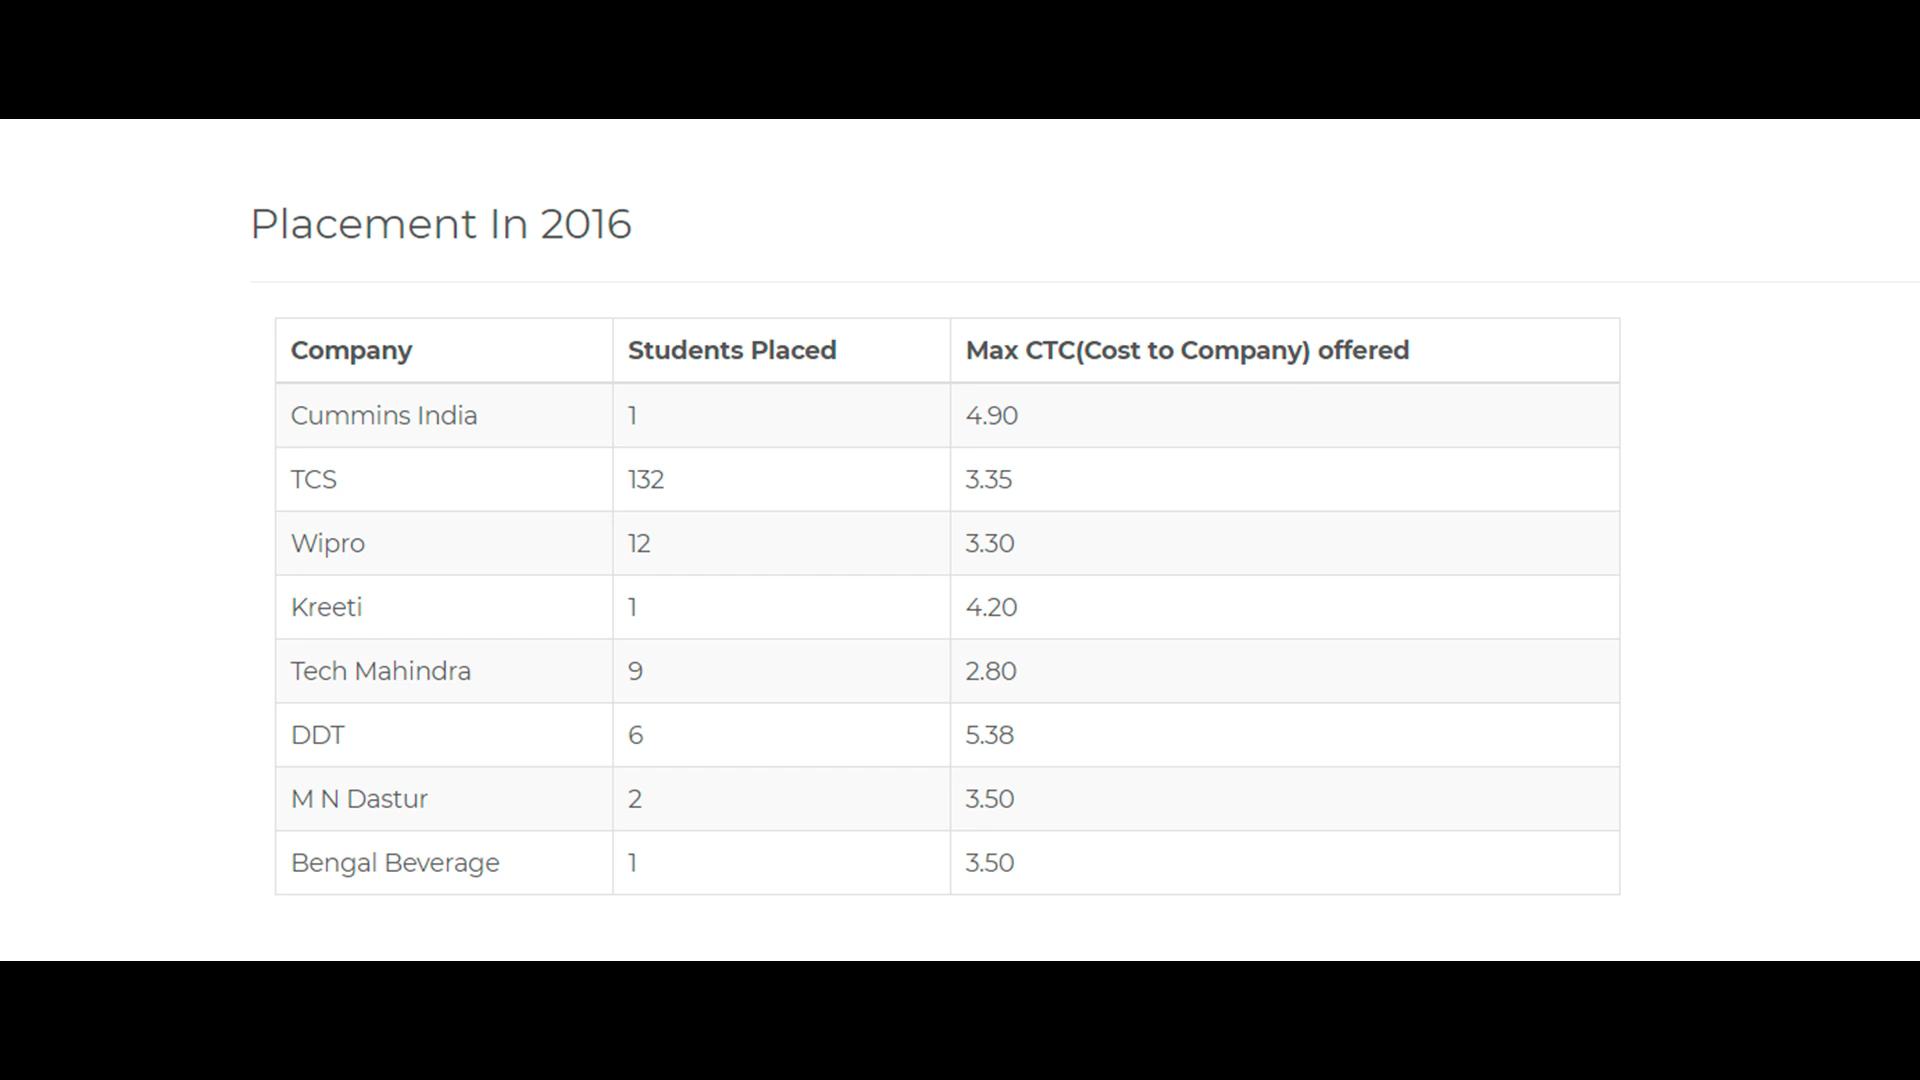 Placement In 2016
Company Students Placed Max CTC(Cost to Company) offered
Cummins India 1 4.90
TCS 132 3.35
Wipro 12 3.30
Kreeti 1 4.20
Tech Mahindra 9 2.80
DDT 6 5.38
M N Dastur 2 3.50
Bengal Beverage 1 3.50